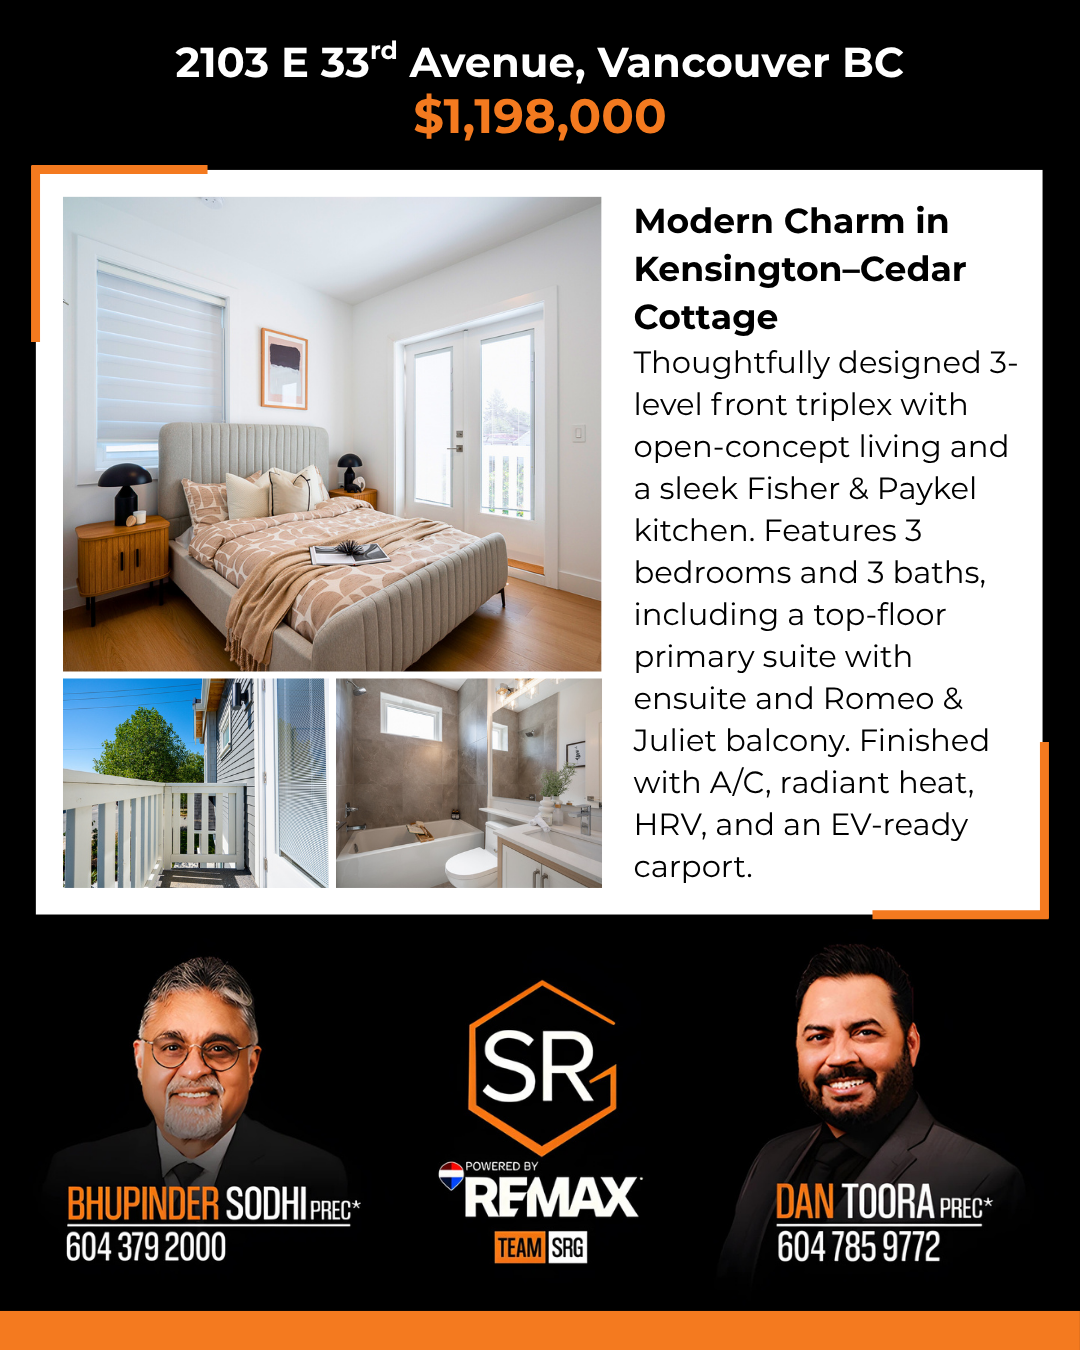 2103 E 33rd Avenue, Vancouver BC
$1,198,000
Modern Charm in
Kensington–Cedar
Cottage
Thoughtfully designed 3-
level front triplex with
open-concept living and
a sleek Fisher & Paykel
kitchen. Features 3
bedrooms and 3 baths,
including a top-floor
primary suite with
ensuite and Romeo &
Juliet balcony. Finished
with A/C, radiant heat,
HRV, and an EV-ready
carport.
BHUPINDER SODHI PREC*
604 379 2000
SRG
POWERED BY
REMAX
TEAM SRG
DAN TOORA PREC*
604 785 9772